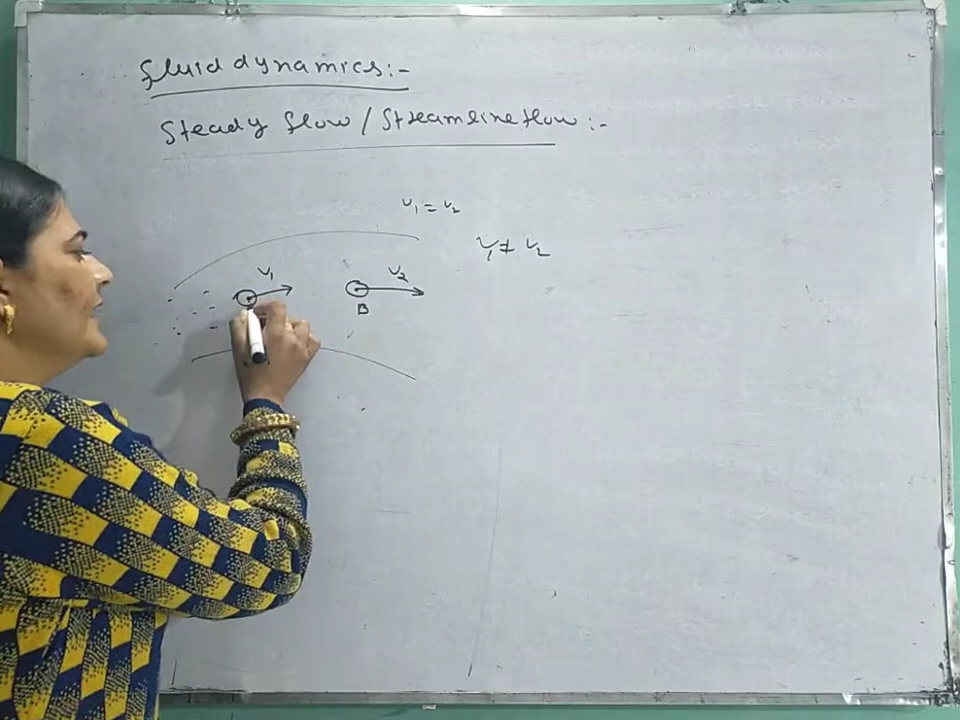 fluid dynamics:-
Steady flow / Streamline flow :-
v₁ = v₂
v₁ ≠ v₂
v₁ v₂
B